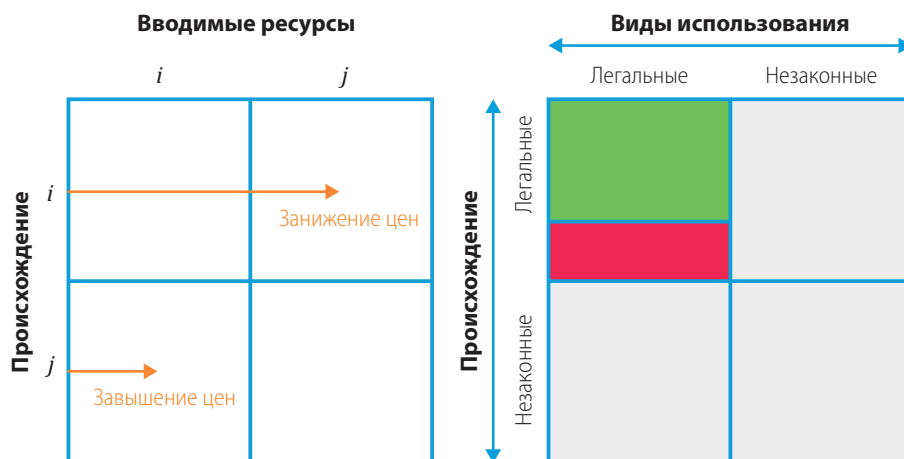 Вводимые ресурсы
i
j
Происхождение
i
Занижение цен
j
Завышение цен
Виды использования
Легальные
Незаконные
Происхождение
Легальные
Незаконные